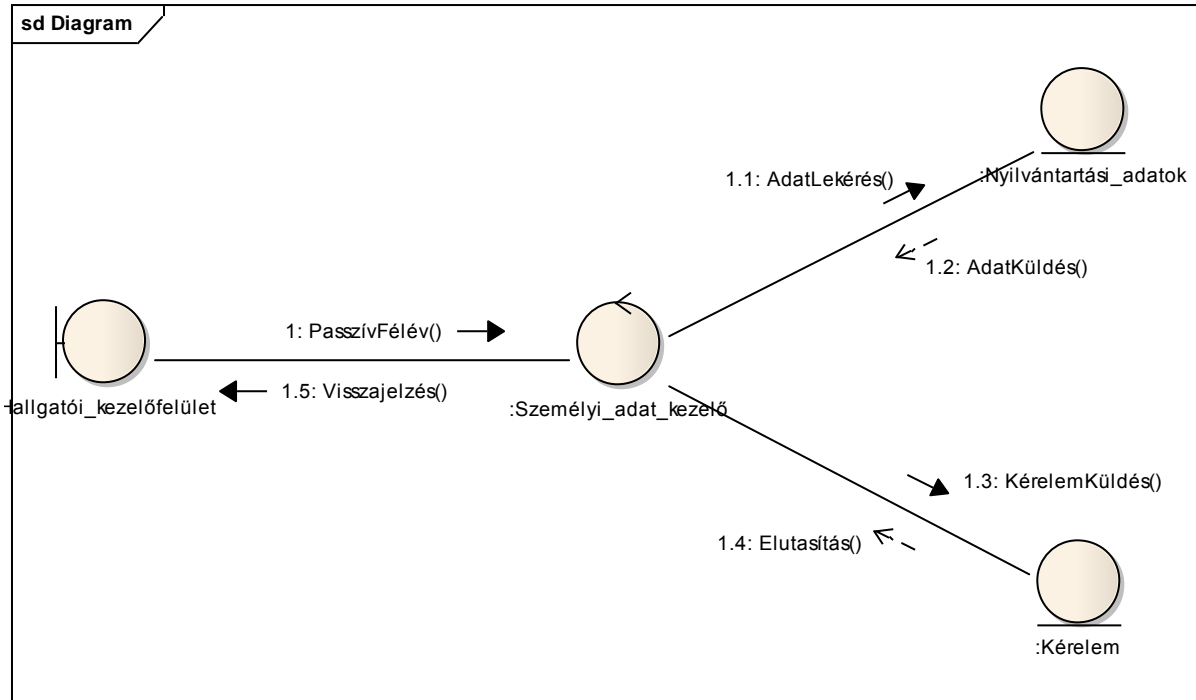 sd Diagram
:Nyilvántartási_adatok
1.1: AdatLekérés()
1.2: AdatKüldés()
1: PasszívFélév()
1.5: Visszajelzés()
Hallgatói_kezelőfelület
:Személyi_adat_kezelő
1.3: KérelemKüldés()
1.4: Elutasítás()
:Kérelem